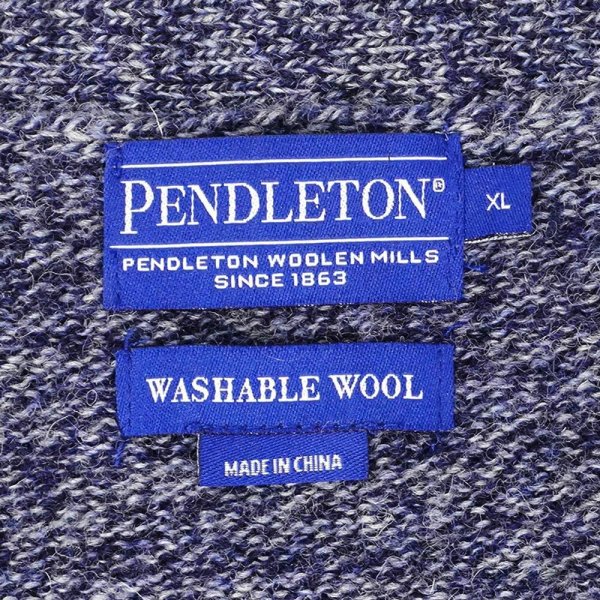 PENDLETON®
XL
PENDLETON WOOLEN MILLS
SINCE 1863
WASHABLE WOOL
MADE IN CHINA